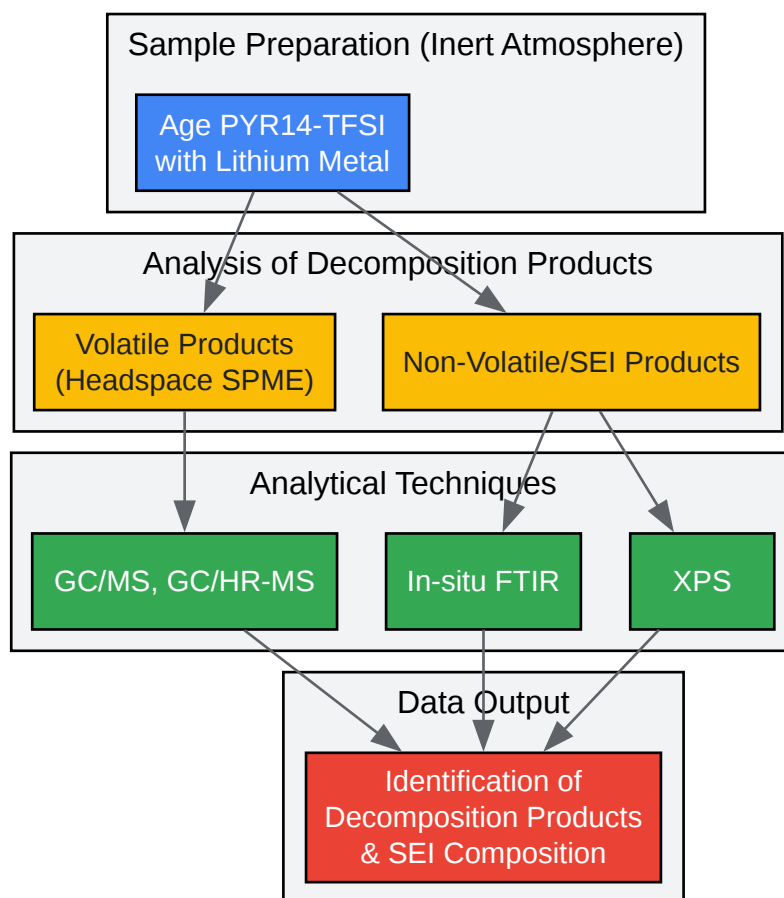 Sample Preparation (Inert Atmosphere)
Age PYR14-TFSI
with Lithium Metal
Analysis of Decomposition Products
Volatile Products
(Headspace SPME)
Non-Volatile/SEI Products
Analytical Techniques
GC/MS, GC/HR-MS
In-situ FTIR
XPS
Data Output
Identification of
Decomposition Products
& SEI Composition